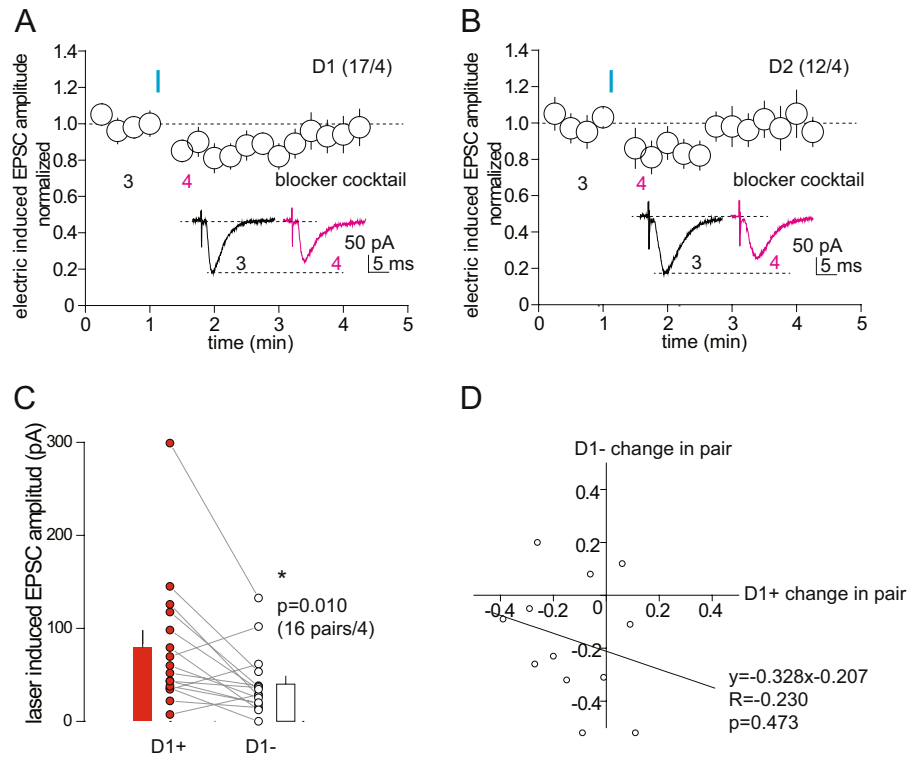 A
electric induced EPSC amplitude
normalized
1.4
1.2
1.0
0.8
0.6
0.4
0.2
0
D1 (17/4)
3
4
blocker cocktail
3
4
50 pA
5 ms
0
1
2
3
4
5
time (min)
B
electric induced EPSC amplitude
normalized
1.4
1.2
1.0
0.8
0.6
0.4
0.2
0
D2 (12/4)
3
4
blocker cocktail
3
4
50 pA
5 ms
0
1
2
3
4
5
time (min)
C
laser induced EPSC amplitud (pA)
300
200
100
0
*
p=0.010
(16 pairs/4)
D1+
D1-
D
D1- change in pair
0.4
0.2
D1+ change in pair
-0.4
-0.2
0
0.2
0.4
-0.2
-0.4
y=-0.328x-0.207
R=-0.230
p=0.473